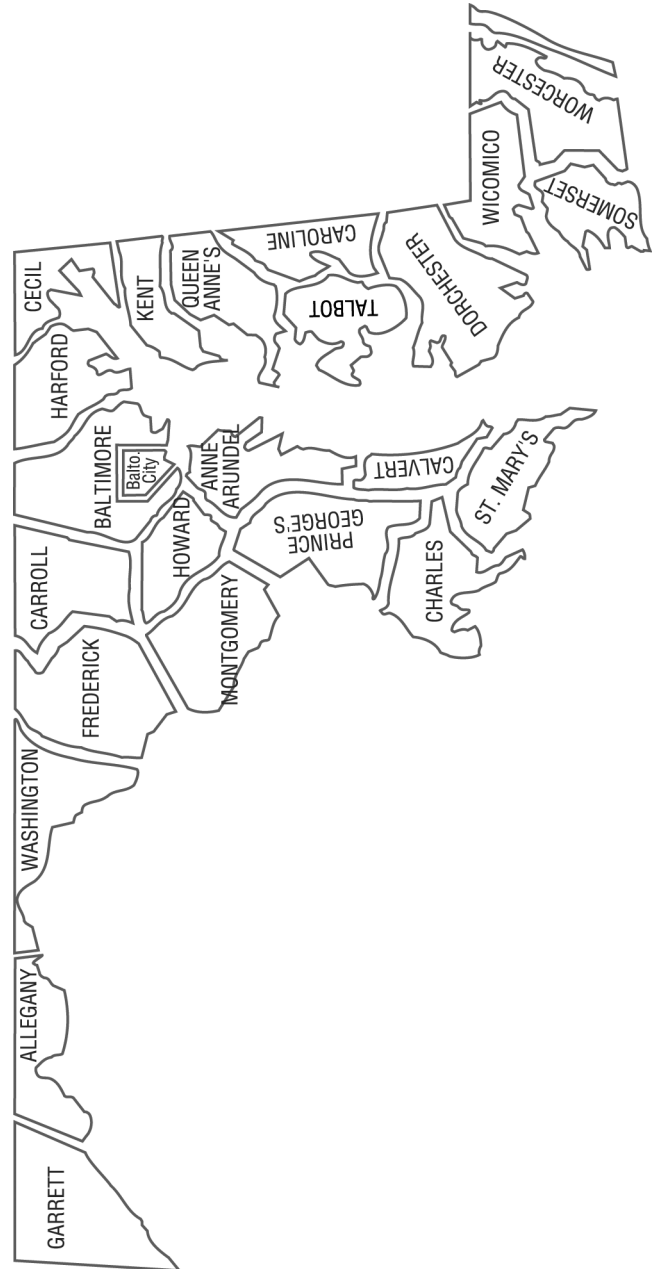 GARRETT
ALLEGANY
WASHINGTON
FREDERICK
CARROLL
BALTIMORE
Balto.
City
HARFORD
CECIL
KENT
QUEEN
ANNE'S
MONTGOMERY
HOWARD
ANNE
ARUNDEL
PRINCE
GEORGE'S
CALVERT
CHARLES
ST. MARY'S
TALBOT
CAROLINE
DORCHESTER
WICOMICO
WORCESTER
SOMERSET